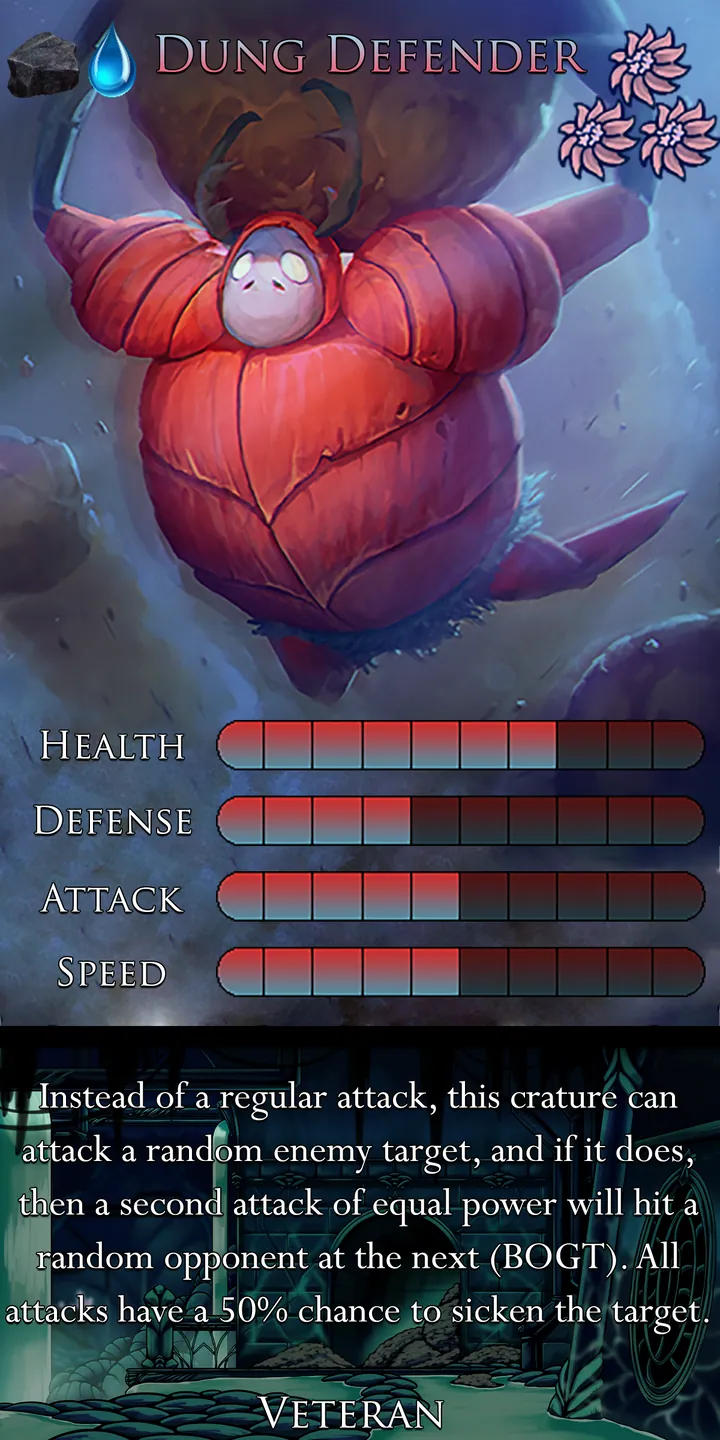 Dung Defender
Health
Defense
Attack
Speed
Instead of a regular attack, this crature can
attack a random enemy target, and if it does,
then a second attack of equal power will hit a
random opponent at the next (BOGT). All
attacks have a 50% chance to sicken the target.
Veteran